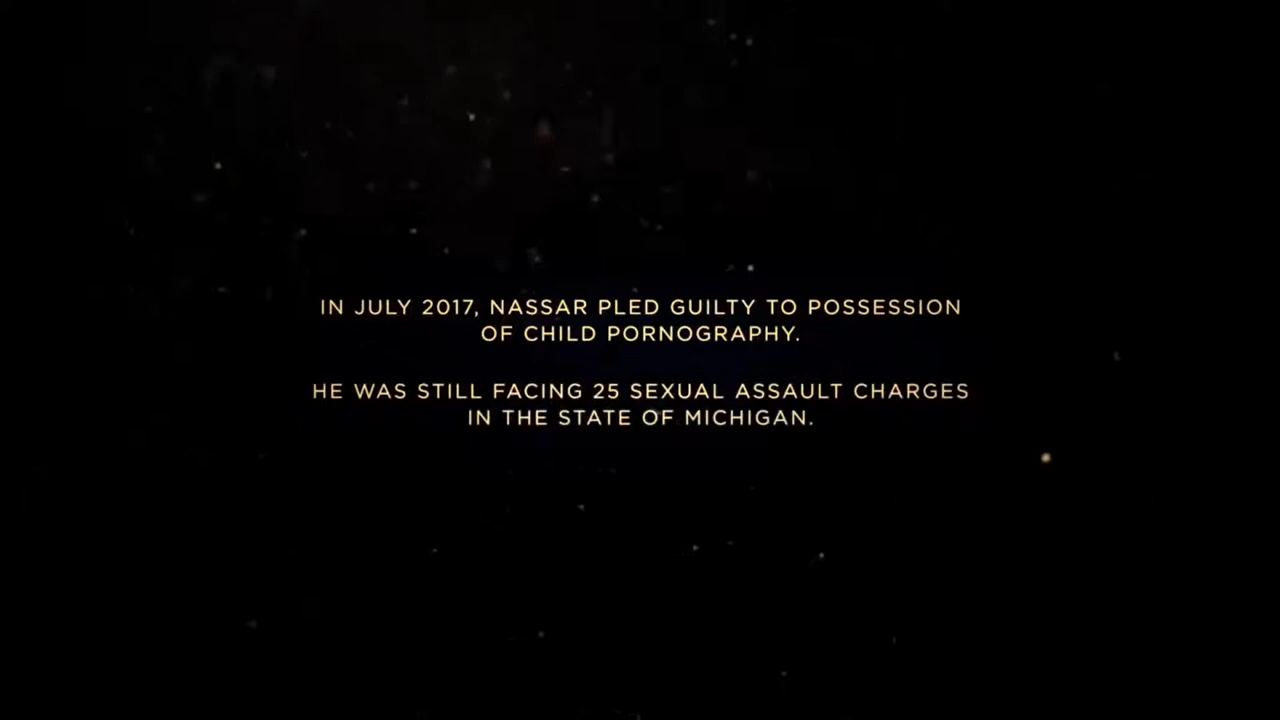 IN JULY 2017, NASSAR PLED GUILTY TO POSSESSION
OF CHILD PORNOGRAPHY.
HE WAS STILL FACING 25 SEXUAL ASSAULT CHARGES
IN THE STATE OF MICHIGAN.